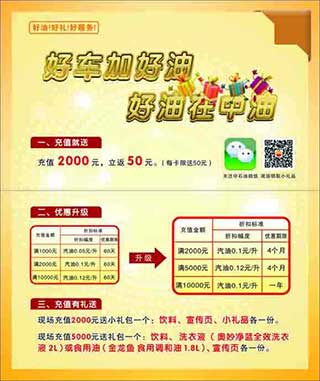 好油!好礼!好服务!
好车加好油
好油在中油
一、充值就送
充值 2000 元，立返 50 元。（每卡限送50元）
关注中石油微信 现场领取小礼品
二、优惠升级
充值金额 折扣标准
折扣幅度 优惠期限
满1000元 汽油0.05元/升 60天
满2000元 汽油0.1元/升 60天
满10000元 汽油0.12元/升 60天
升级
充值金额 折扣标准
折扣幅度 优惠期限
满2000元 汽油0.1元/升 4个月
满5000元 汽油0.12元/升 4个月
满10000元 汽油0.1元/升 一年
三、充值有礼送
现场充值2000元送小礼包一个：饮料、宣传页、小礼品各一份。
现场充值5000元送礼包一个：饮料、洗衣液（ 奥妙净蓝全效洗衣
液 2L）或食用油（金龙鱼 食用调和油 1.8L）、宣传页各一份。